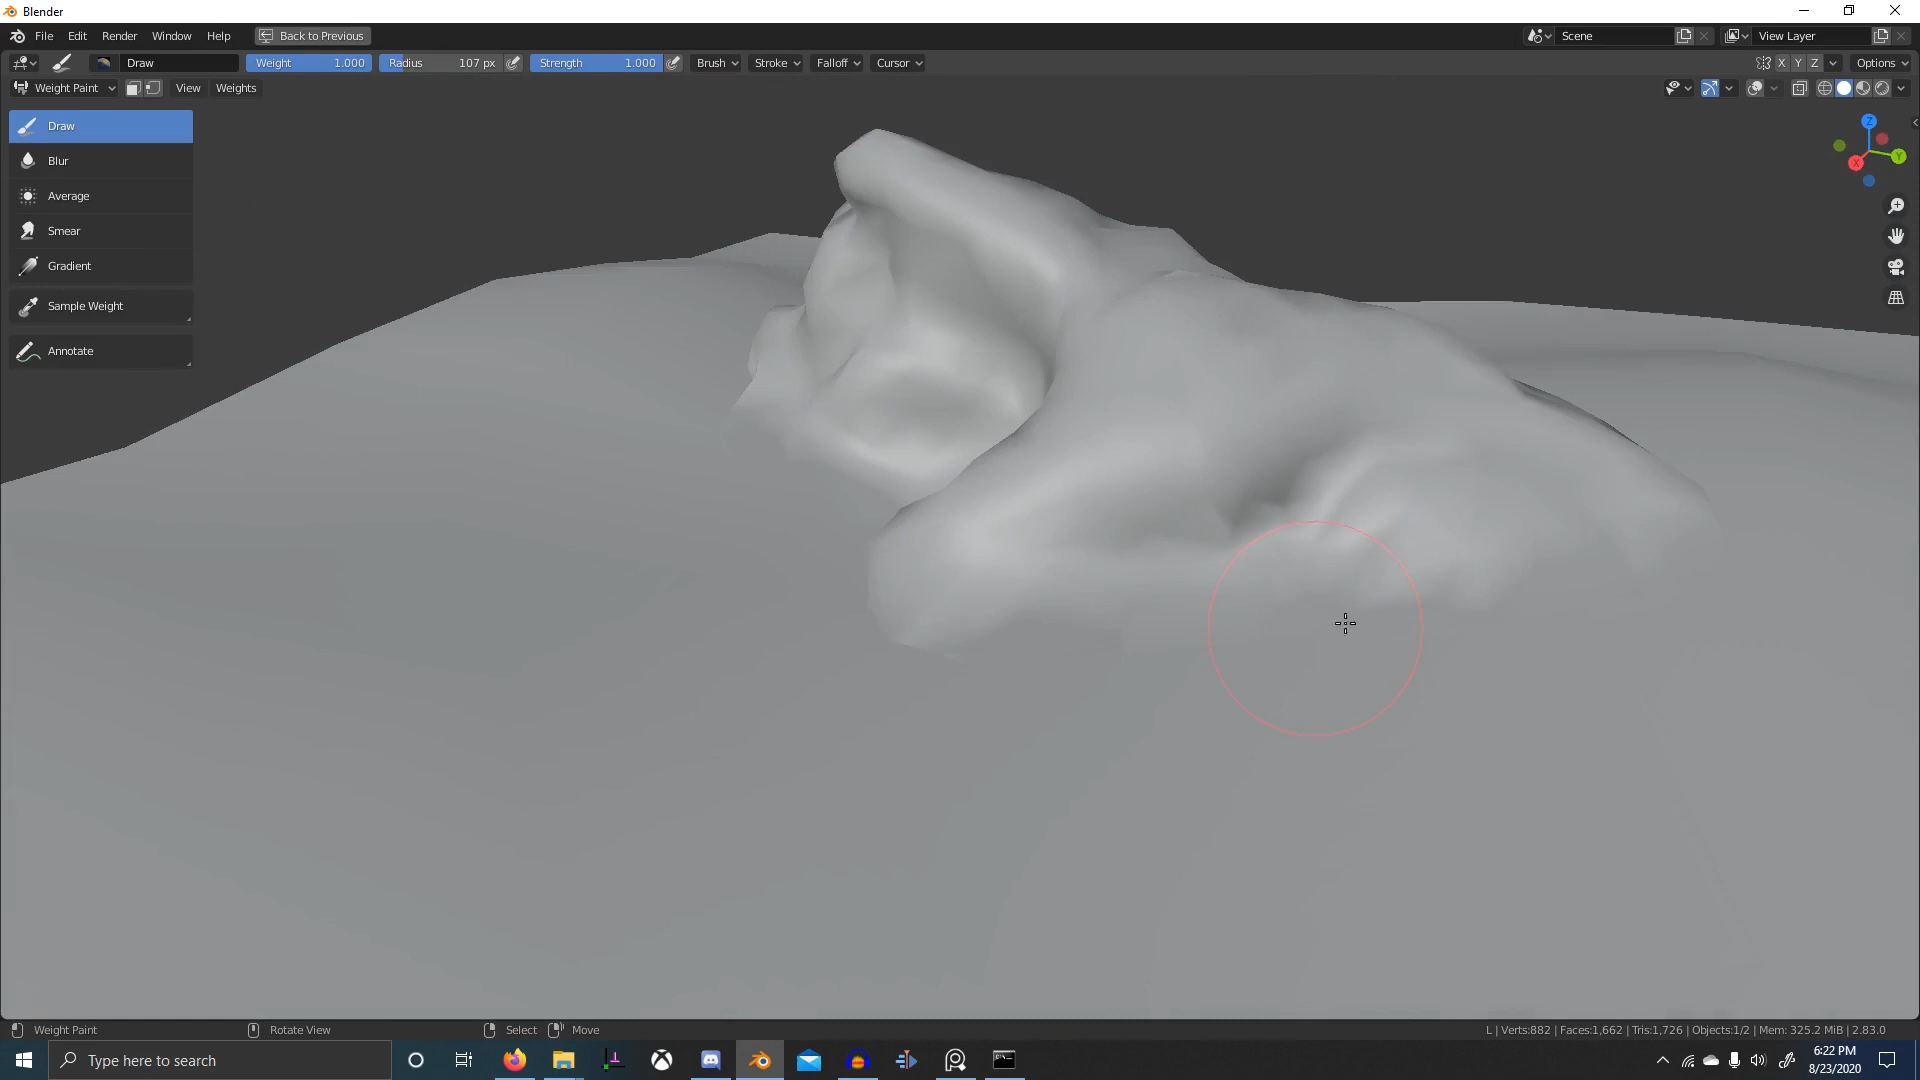 Blender
File Edit Render Window Help Back to Previous Scene View Layer
Draw Weight 1.000 Radius 107 px Strength 1.000 Brush Stroke Falloff Cursor X Y Z Options
Weight Paint View Weights
Draw
Blur
Average
Smear
Gradient
Sample Weight
Annotate
Z
Y
X
Weight Paint Rotate View Select Move L | Verts:882 | Faces:1,662 | Tris:1,726 | Objects:1/2 | Mem: 325.2 MiB | 2.83.0
Type here to search
6:22 PM
8/23/2020